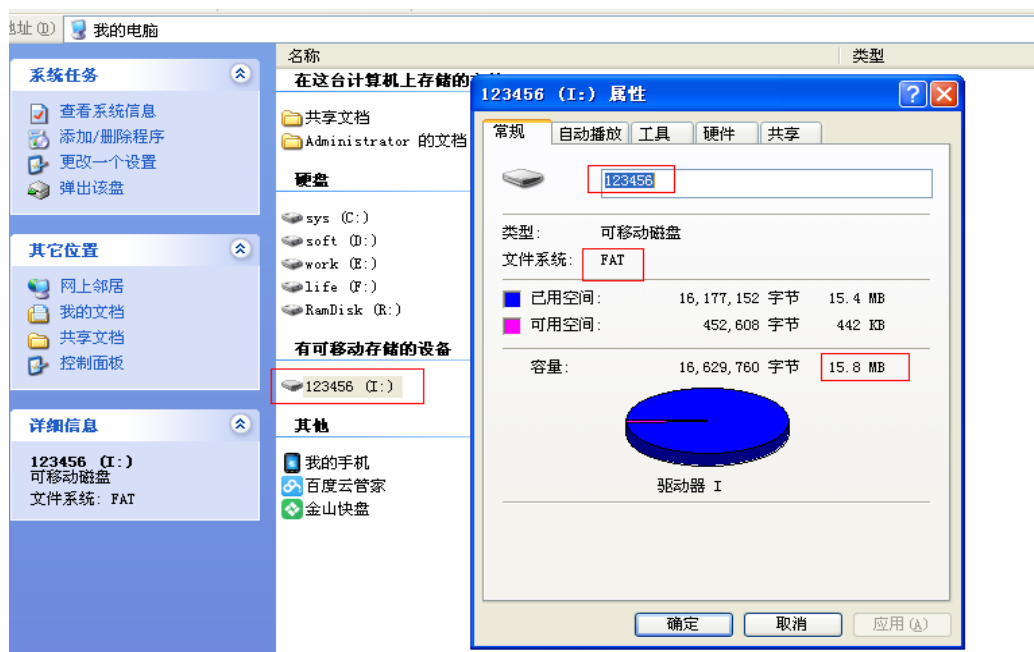 地址(D) 我的电脑
系统任务
查看系统信息
添加/删除程序
更改一个设置
弹出该盘
其它位置
网上邻居
我的文档
共享文档
控制面板
详细信息
123456 (I:)
可移动磁盘
文件系统: FAT
名称 类型
在这台计算机上存储的
共享文档
Administrator 的文档
硬盘
sys (C:)
soft (D:)
work (E:)
life (F:)
RamDisk (R:)
有可移动存储的设备
123456 (I:)
其他
我的手机
百度云管家
金山快盘
123456 (I:) 属性
常规 自动播放 工具 硬件 共享
123456
类型: 可移动磁盘
文件系统: FAT
已用空间: 16,177,152 字节 15.4 MB
可用空间: 452,608 字节 442 KB
容量: 16,629,760 字节 15.8 MB
驱动器 I
确定 取消 应用(A)